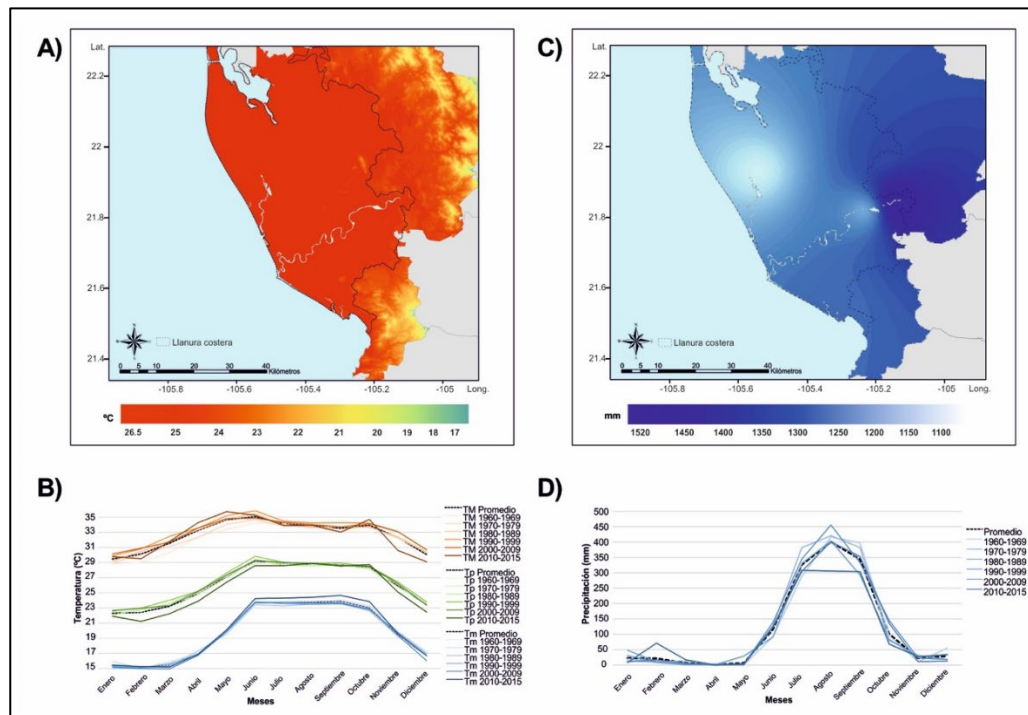 A)
Lat.
22.2
22
21.8
21.6
21.4
Llanura costera
0 5 10 20 30 40
Kilómetros
-105.8 -105.6 -105.4 -105.2 -105 Long.
ºC
26.5 25 24 23 22 21 20 19 18 17
C)
Lat.
22.2
22
21.8
21.6
21.4
Llanura costera
0 5 10 20 30 40
Kilómetros
-105.8 -105.6 -105.4 -105.2 -105 Long.
mm
1520 1450 1400 1350 1300 1200 1150 1100
B)
Temperatura (ºC)
35
33
31
29
27
25
23
21
19
17
15
Enero
Febrero
Marzo
Abril
Mayo
Junio
Julio
Agosto
Septiembre
Octubre
Noviembre
Diciembre
Meses
TM Promedio
TM 1960-1969
TM 1970-1979
TM 1980-1989
TM 1990-1999
TM 2000-2009
TM 2010-2015
Tp Promedio
Tp 1960-1969
Tp 1970-1979
Tp 1980-1989
Tp 1990-1999
Tp 2000-2009
Tp 2010-2015
Tm Promedio
Tm 1960-1969
Tm 1970-1979
Tm 1980-1989
Tm 1990-1999
Tm 2000-2009
Tm 2010-2015
D)
Precipitación (mm)
500
450
400
350
300
250
200
150
100
50
0
Enero
Febrero
Marzo
Abril
Mayo
Junio
Julio
Agosto
Septiembre
Octubre
Noviembre
Diciembre
Meses
Promedio
1960-1969
1970-1979
1980-1989
1990-1999
2000-2009
2010-2015